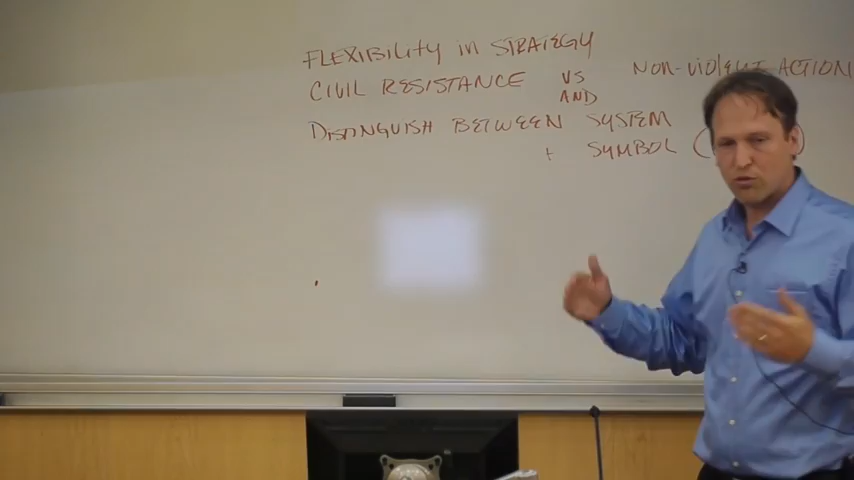 FLEXIBILITY in STRATEGY
CIVIL RESISTANCE VS AND NON-VIOLENT ACTION
DISTINGUISH BETWEEN SYSTEM
+ SYMBOL (